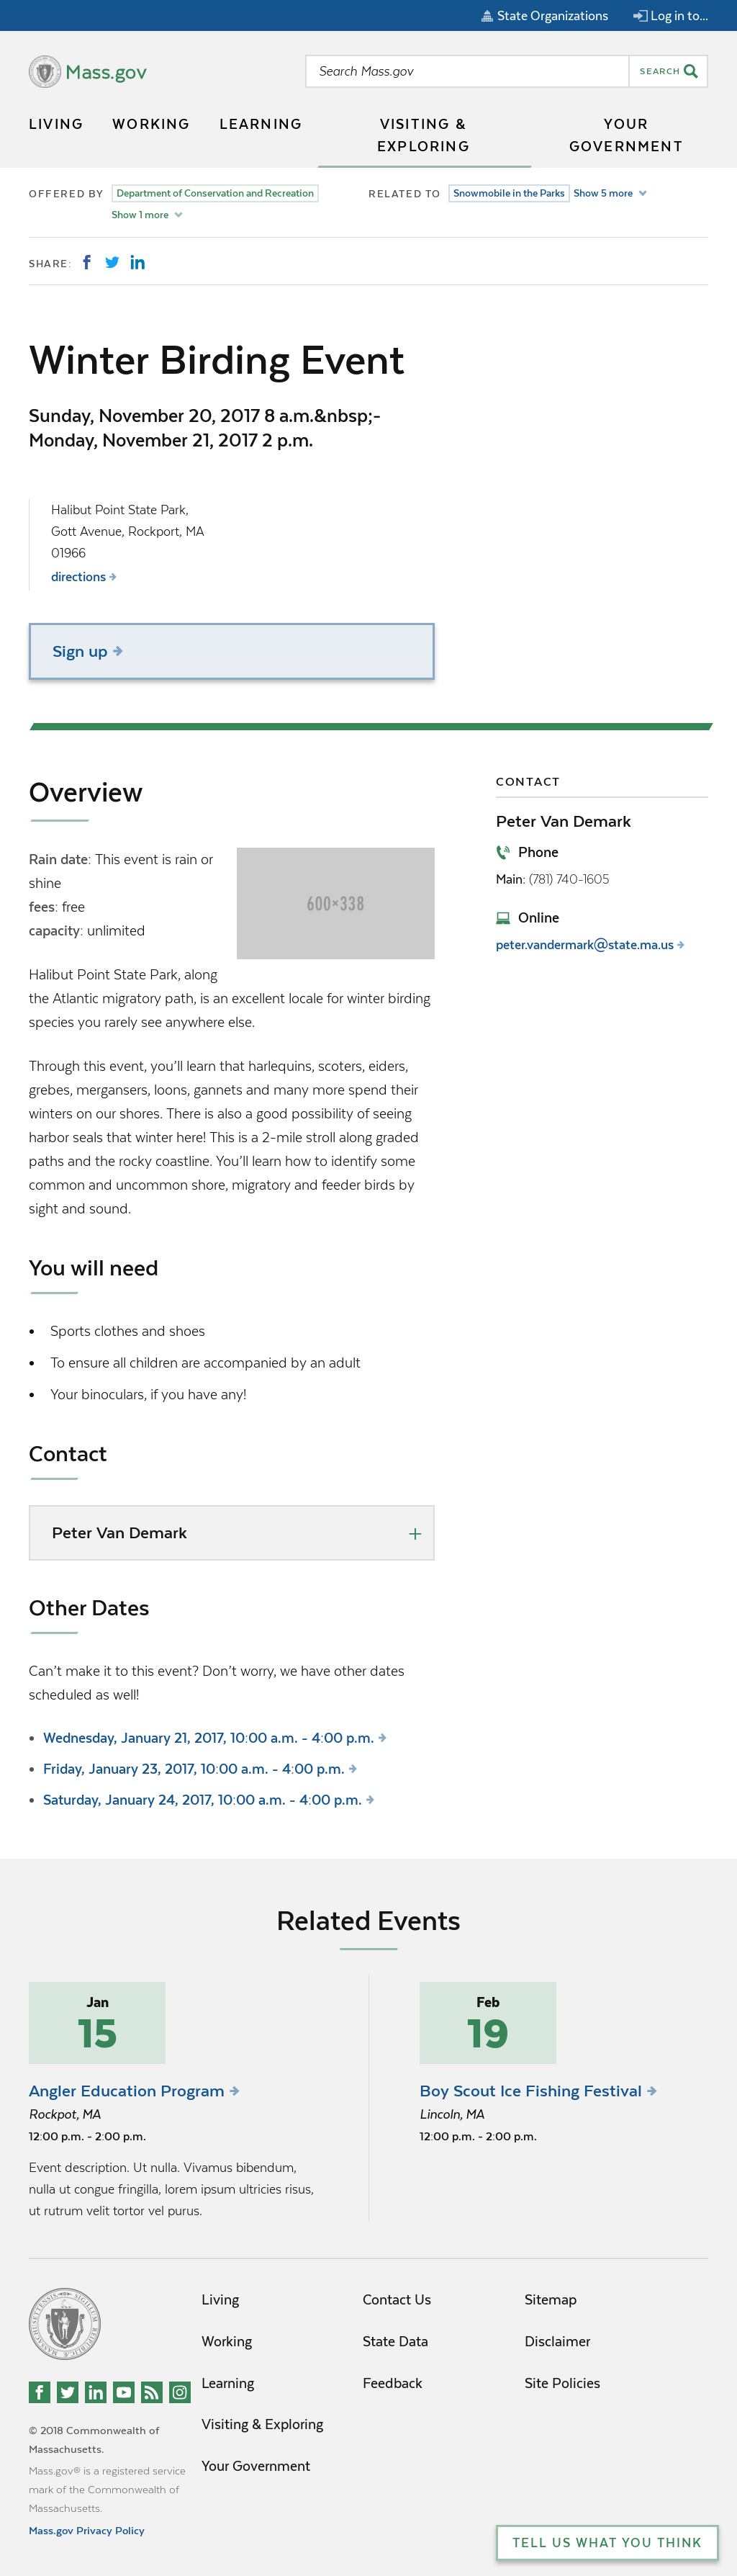 State Organizations
Log in to...
Mass.gov
Search Mass.gov
SEARCH
LIVING
WORKING
LEARNING
VISITING &
EXPLORING
YOUR
GOVERNMENT
OFFERED BY
Department of Conservation and Recreation
Show 1 more
RELATED TO
Snowmobile in the Parks
Show 5 more
SHARE:
Winter Birding Event
Sunday, November 20, 2017 8 a.m.&nbsp;-
Monday, November 21, 2017 2 p.m.
Halibut Point State Park,
Gott Avenue, Rockport, MA
01966
directions
Sign up
Overview
Rain date: This event is rain or
shine
fees: free
capacity: unlimited
600×338
Halibut Point State Park, along
the Atlantic migratory path, is an excellent locale for winter birding
species you rarely see anywhere else.
Through this event, you’ll learn that harlequins, scoters, eiders,
grebes, mergansers, loons, gannets and many more spend their
winters on our shores. There is also a good possibility of seeing
harbor seals that winter here! This is a 2-mile stroll along graded
paths and the rocky coastline. You’ll learn how to identify some
common and uncommon shore, migratory and feeder birds by
sight and sound.
You will need
• Sports clothes and shoes
• To ensure all children are accompanied by an adult
• Your binoculars, if you have any!
Contact
Peter Van Demark
Other Dates
Can’t make it to this event? Don’t worry, we have other dates
scheduled as well!
• Wednesday, January 21, 2017, 10:00 a.m. - 4:00 p.m.
• Friday, January 23, 2017, 10:00 a.m. - 4:00 p.m.
• Saturday, January 24, 2017, 10:00 a.m. - 4:00 p.m.
CONTACT
Peter Van Demark
Phone
Main: (781) 740-1605
Online
peter.vandermark@state.ma.us
Related Events
Jan
15
Angler Education Program
Rockpot, MA
12:00 p.m. - 2:00 p.m.
Event description. Ut nulla. Vivamus bibendum,
nulla ut congue fringilla, lorem ipsum ultricies risus,
ut rutrum velit tortor vel purus.
Feb
19
Boy Scout Ice Fishing Festival
Lincoln, MA
12:00 p.m. - 2:00 p.m.
© 2018 Commonwealth of
Massachusetts.
Mass.gov® is a registered service
mark of the Commonwealth of
Massachusetts.
Mass.gov Privacy Policy
Living
Working
Learning
Visiting & Exploring
Your Government
Contact Us
State Data
Feedback
Sitemap
Disclaimer
Site Policies
TELL US WHAT YOU THINK